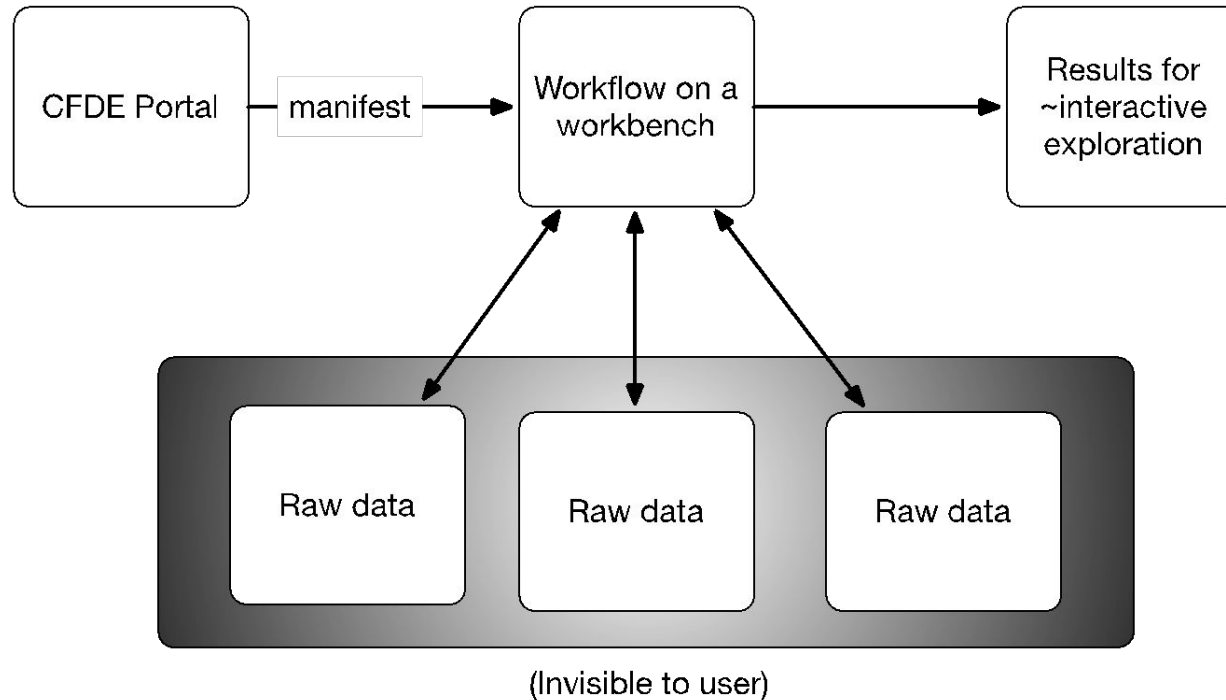 CFDE Portal
manifest
Workflow on a
workbench
Results for
~interactive
exploration
Raw data
Raw data
Raw data
(Invisible to user)